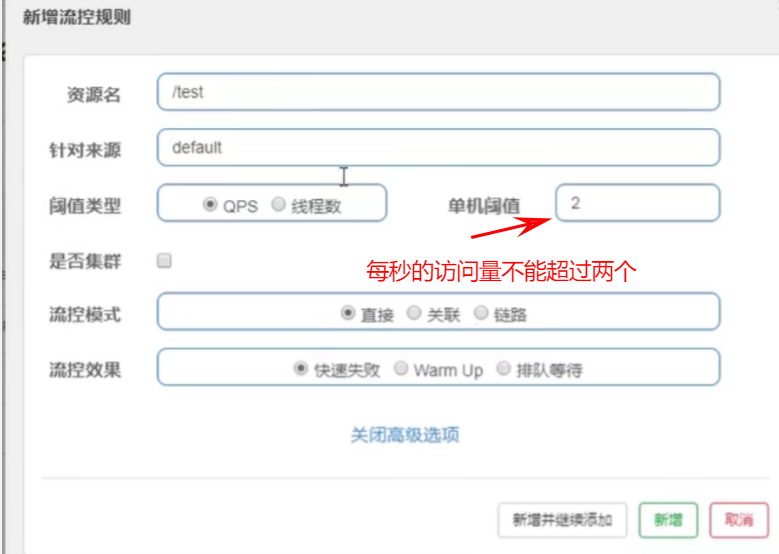 新增流控规则
资源名 /test
针对来源 default
阈值类型 QPS 线程数 单机阈值 2
每秒的访问量不能超过两个
是否集群
流控模式 直接 关联 链路
流控效果 快速失败 Warm Up 排队等待
关闭高级选项
新增并继续添加 新增 取消